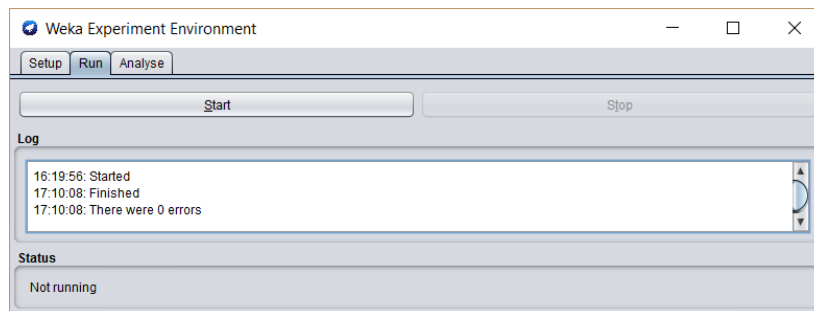 Weka Experiment Environment
Setup Run Analyse
Start Stop
Log
16:19:56: Started
17:10:08: Finished
17:10:08: There were 0 errors
Status
Not running